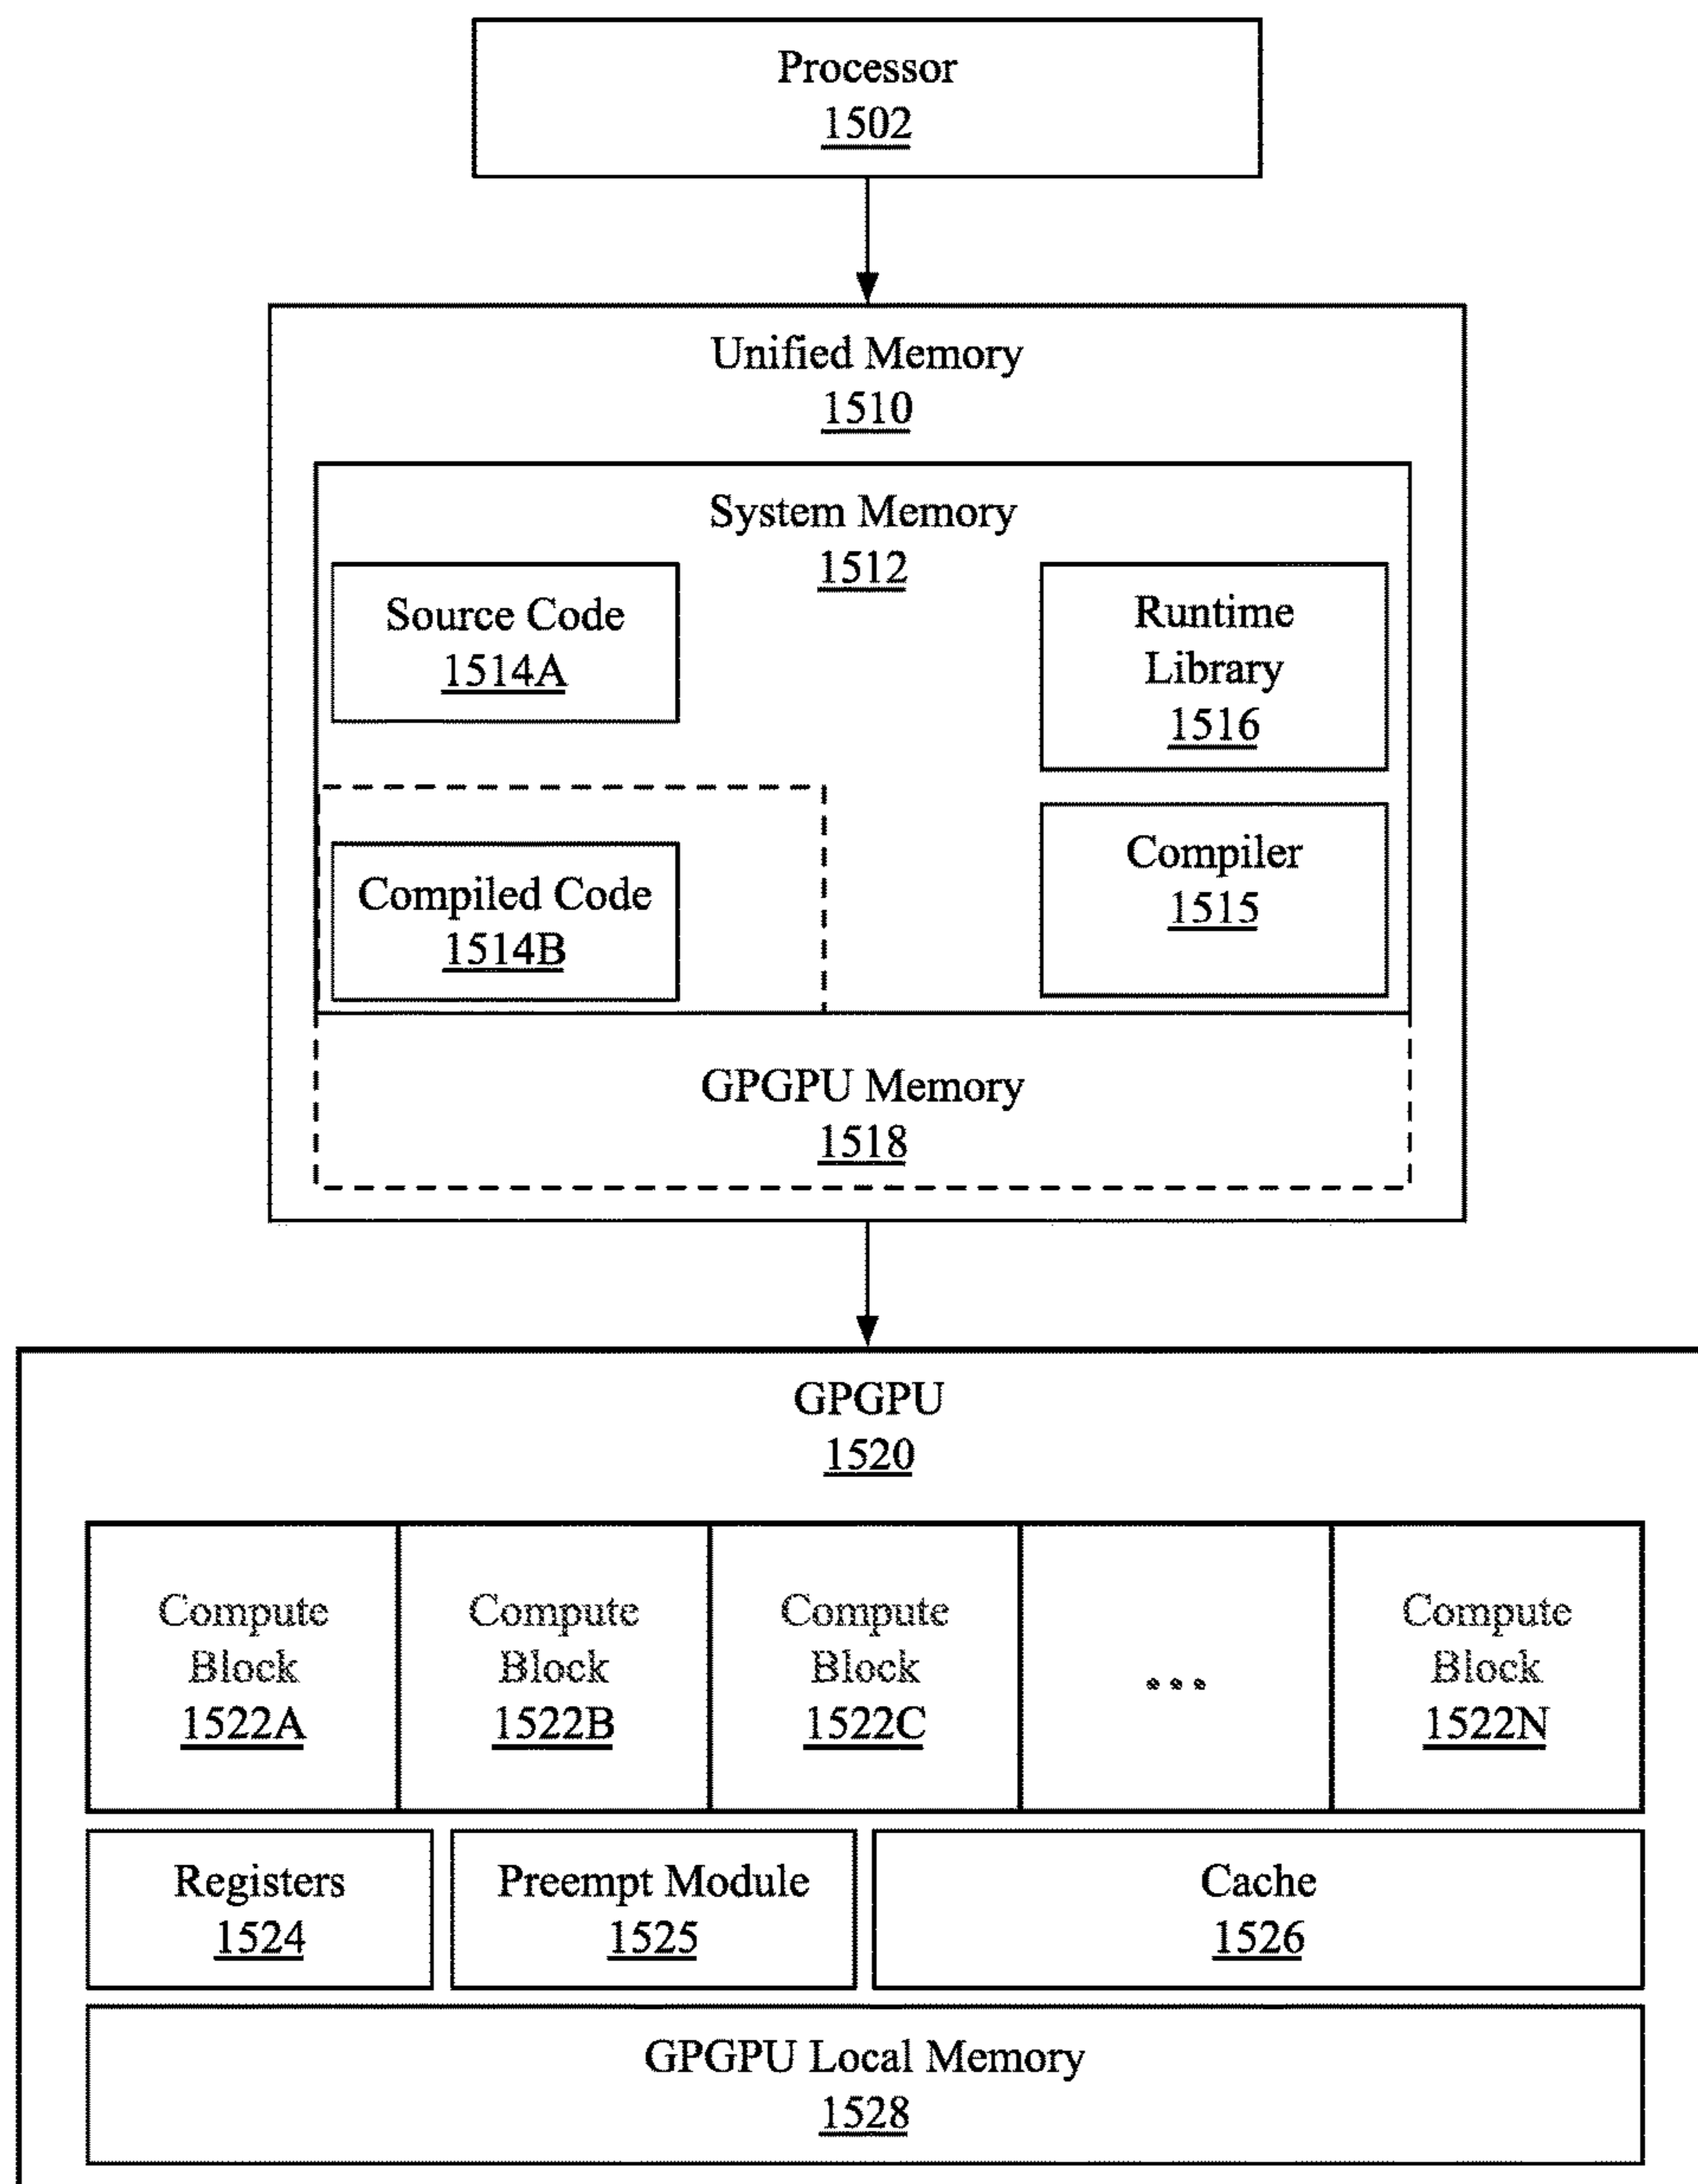 Processor
1502
Unified Memory
1510
System Memory
1512
Source Code
1514A
Runtime
Library
1516
Compiled Code
1514B
Compiler
1515
GPGPU Memory
1518
GPGPU
1520
Compute
Block
1522A
Compute
Block
1522B
Compute
Block
1522C
...
Compute
Block
1522N
Registers
1524
Preempt Module
1525
Cache
1526
GPGPU Local Memory
1528